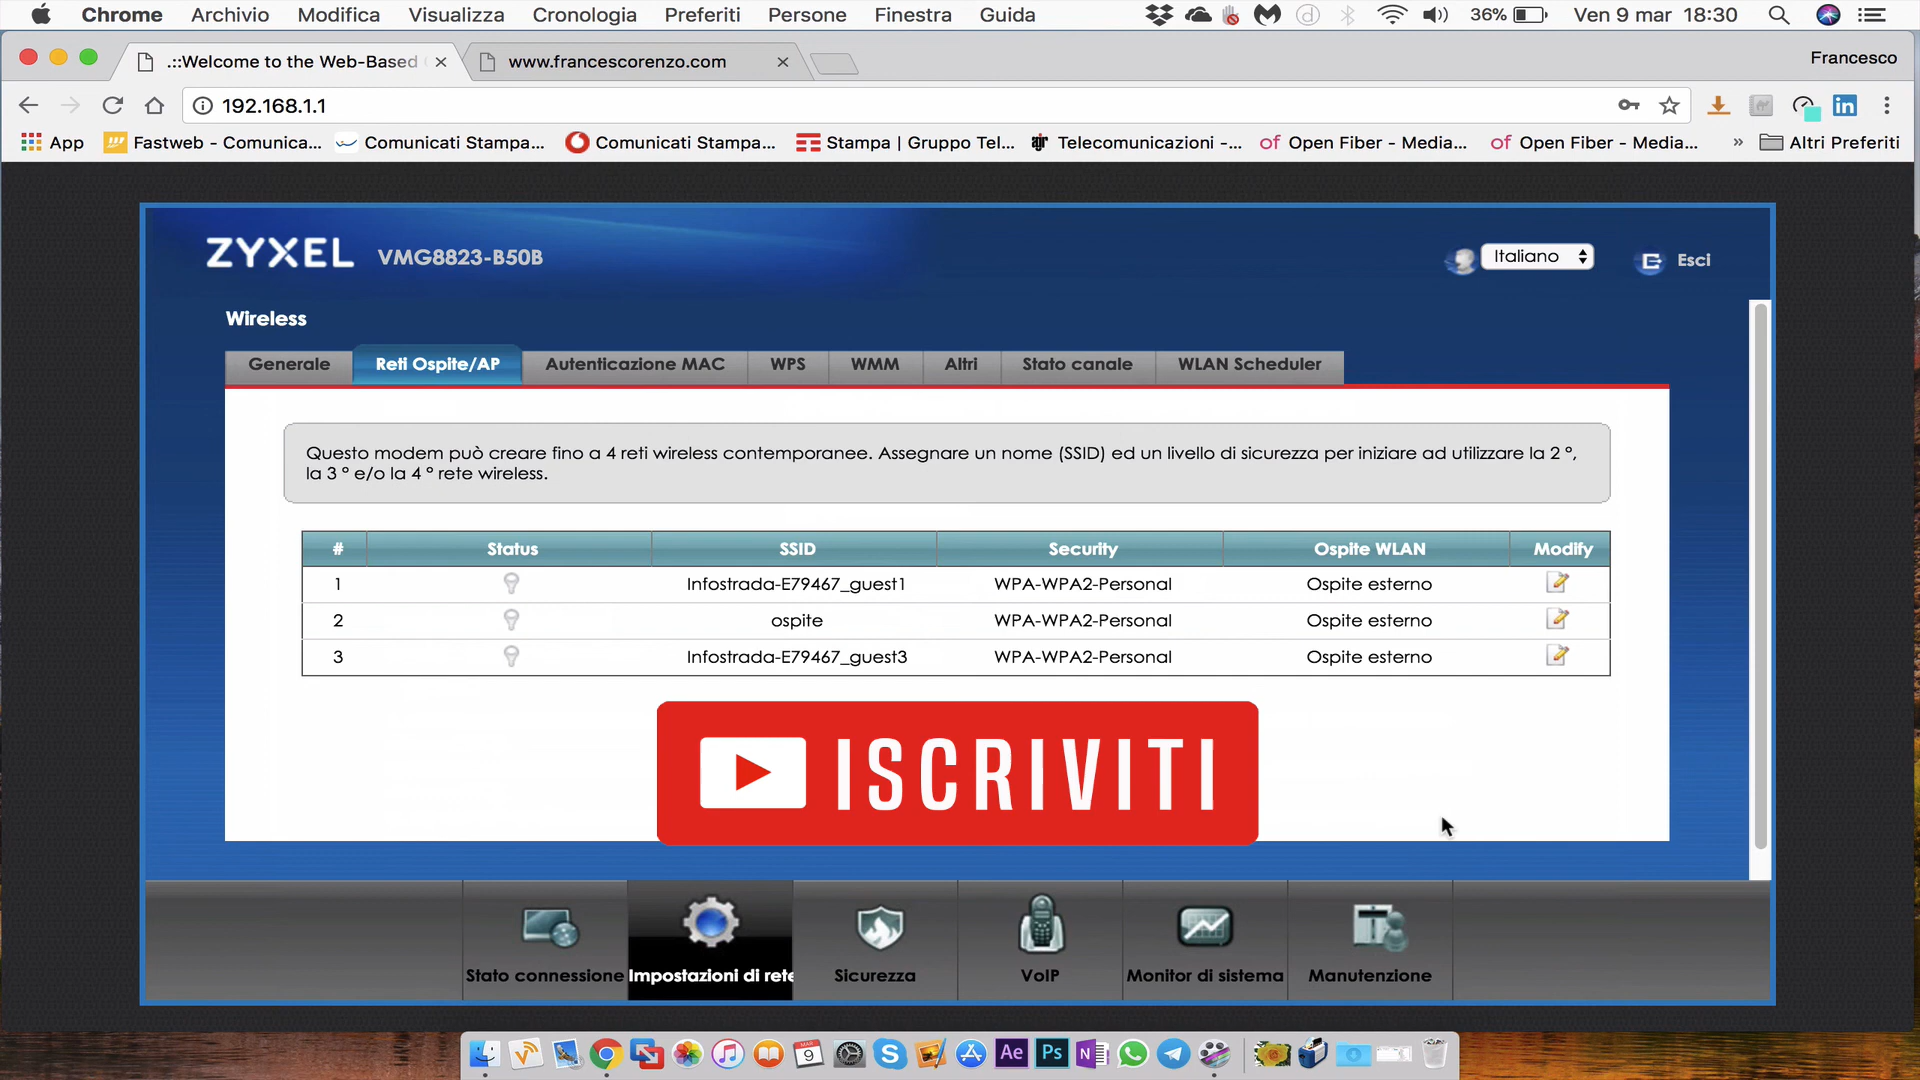 Chrome Archivio Modifica Visualizza Cronologia Preferiti Persone Finestra Guida 36% Ven 9 mar 18:30
.::Welcome to the Web-Based www.francescorenzo.com Francesco
192.168.1.1
App Fastweb - Comunica... Comunicati Stampa... Comunicati Stampa... Stampa | Gruppo Tel... Telecomunicazioni -... Open Fiber - Media... Open Fiber - Media... » Altri Preferiti
ZYXEL VMG8823-B50B Italiano Esci
Wireless
Generale Reti Ospite/AP Autenticazione MAC WPS WMM Altri Stato canale WLAN Scheduler
Questo modem può creare fino a 4 reti wireless contemporanee. Assegnare un nome (SSID) ed un livello di sicurezza per iniziare ad utilizzare la 2 °,
la 3 ° e/o la 4 ° rete wireless.
# Status SSID Security Ospite WLAN Modify
1 Infostrada-E79467_guest1 WPA-WPA2-Personal Ospite esterno
2 ospite WPA-WPA2-Personal Ospite esterno
3 Infostrada-E79467_guest3 WPA-WPA2-Personal Ospite esterno
ISCRIVITI
Stato connessione Impostazioni di rete Sicurezza VoIP Monitor di sistema Manutenzione
MAR 9 Ae Ps N